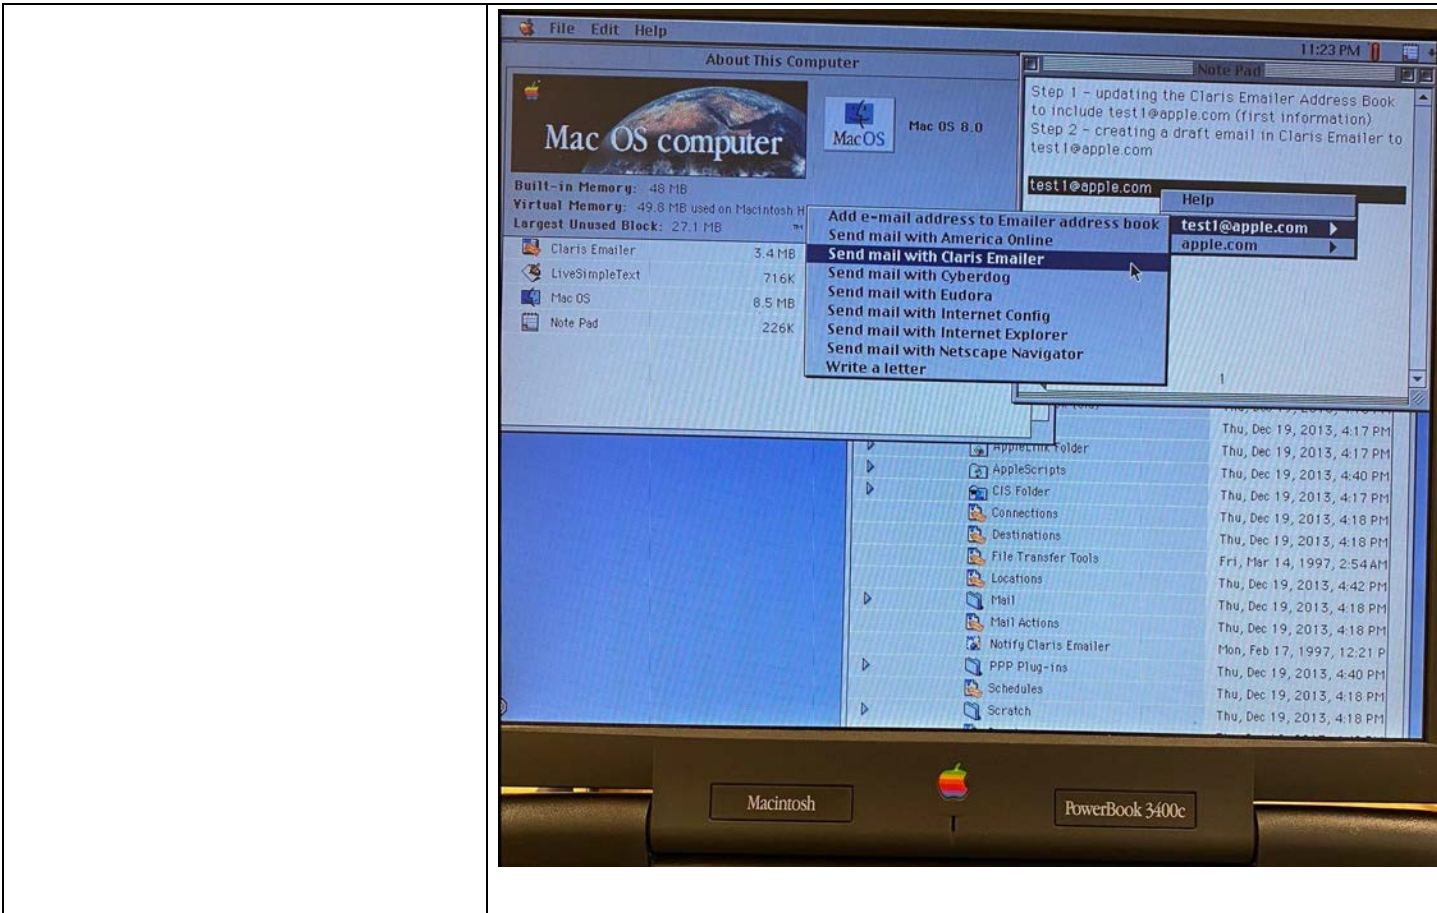 File Edit Help
11:23 PM
About This Computer
Mac OS computer
MacOS
Mac OS 8.0
Built-in Memory: 48 MB
Virtual Memory: 49.8 MB used on Macintosh H
Largest Unused Block: 27.1 MB
Claris Emailer 3.4 MB
LiveSimpleText 716K
Mac OS 8.5 MB
Note Pad 226K
Note Pad
Step 1 - updating the Claris Emailer Address Book
to include test1@apple.com (first information)
Step 2 - creating a draft email in Claris Emailer to
test1@apple.com
test1@apple.com
Help
test1@apple.com
apple.com
Add e-mail address to Emailer address book
Send mail with America Online
Send mail with Claris Emailer
Send mail with Cyberdog
Send mail with Eudora
Send mail with Internet Config
Send mail with Internet Explorer
Send mail with Netscape Navigator
Write a letter
1
Thu, Dec 19, 2013, 4:17 PM
AppleLink Folder Thu, Dec 19, 2013, 4:17 PM
AppleScripts Thu, Dec 19, 2013, 4:40 PM
CIS Folder Thu, Dec 19, 2013, 4:17 PM
Connections Thu, Dec 19, 2013, 4:18 PM
Destinations Thu, Dec 19, 2013, 4:18 PM
File Transfer Tools Fri, Mar 14, 1997, 2:54 AM
Locations Thu, Dec 19, 2013, 4:42 PM
Mail Thu, Dec 19, 2013, 4:18 PM
Mail Actions Thu, Dec 19, 2013, 4:18 PM
Notify Claris Emailer Mon, Feb 17, 1997, 12:21 P
PPP Plug-ins Thu, Dec 19, 2013, 4:40 PM
Schedules Thu, Dec 19, 2013, 4:18 PM
Scratch Thu, Dec 19, 2013, 4:18 PM
Macintosh
PowerBook 3400c